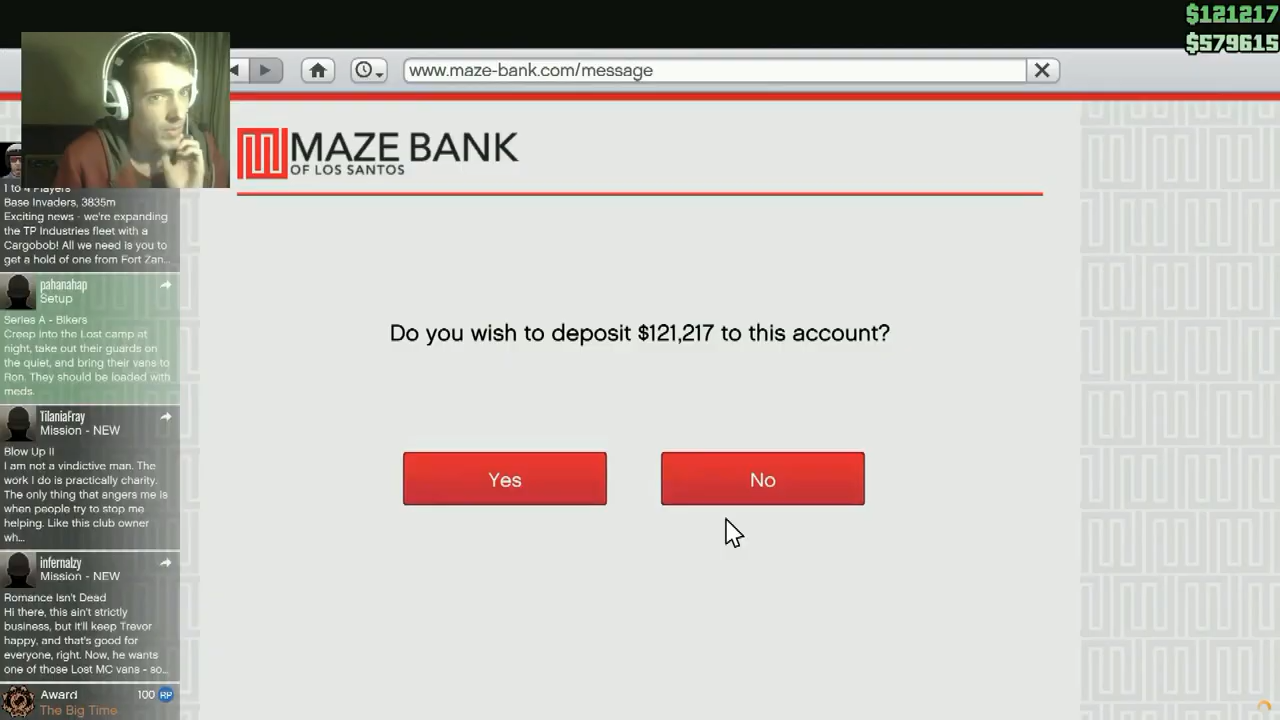 $121217
$579615
www.maze-bank.com/message
MAZE BANK
OF LOS SANTOS
Do you wish to deposit $121,217 to this account?
Yes
No
1 to 4 Players
Base Invaders, 3835m
Exciting news - we're expanding
the TP Industries fleet with a
Cargobob! All we need is you to
get a hold of one from Fort Zan...
pahanahap
Setup
Series A - Bikers
Creep into the Lost camp at
night, take out their guards on
the quiet, and bring their vans to
Ron. They should be loaded with
meds.
TilaniaFray
Mission - NEW
Blow Up II
I am not a vindictive man. The
work I do is practically charity.
The only thing that angers me is
when people try to stop me
helping. Like this club owner
wh...
infernalzy
Mission - NEW
Romance Isn't Dead
Hi there, this ain't strictly
business, but it'll keep Trevor
happy, and that's good for
everyone, right. Now, he wants
one of those Lost MC vans - so...
Award 100 RP
The Big Time